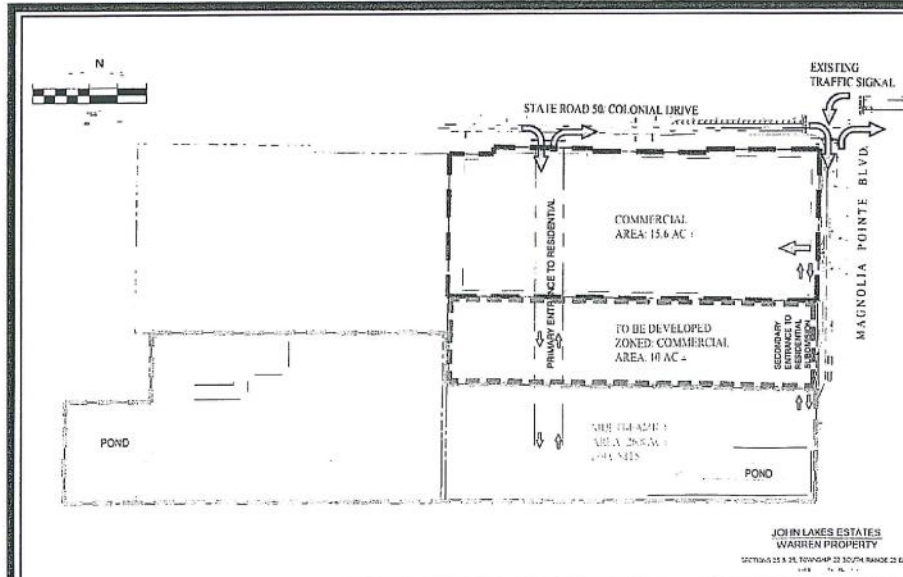 N
EXISTING
TRAFFIC SIGNAL
STATE ROAD 50/ COLONIAL DRIVE
MAGNOLIA POINTE BLVD.
COMMERCIAL
AREA: 15.6 AC ±
PRIMARY ENTRANCE TO RESIDENTIAL
TO BE DEVELOPED
ZONED: COMMERCIAL
AREA: 10 AC ±
SECONDARY
ENTRANCE TO
RESIDENTIAL
SUBDIVISION
POND
AREA:
POND
JOHN LAKES ESTATES
WARREN PROPERTY